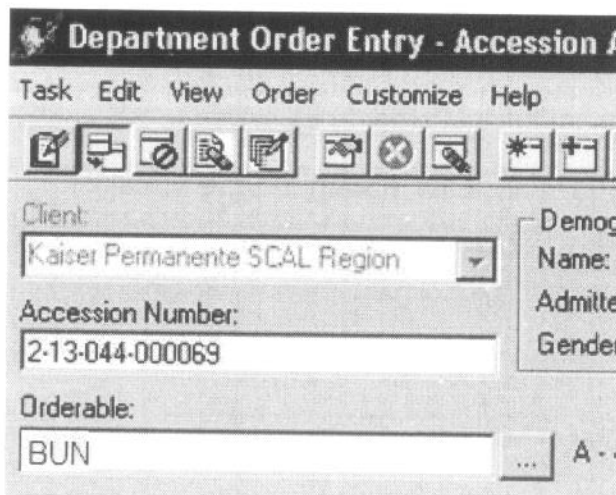 Department Order Entry - Accession A
Task Edit View Order Customize Help
Client:
Kaiser Permanente SCAL Region
Accession Number:
2-13-044-000069
Orderable:
BUN
...
A -
Demog
Name:
Admitte
Gender